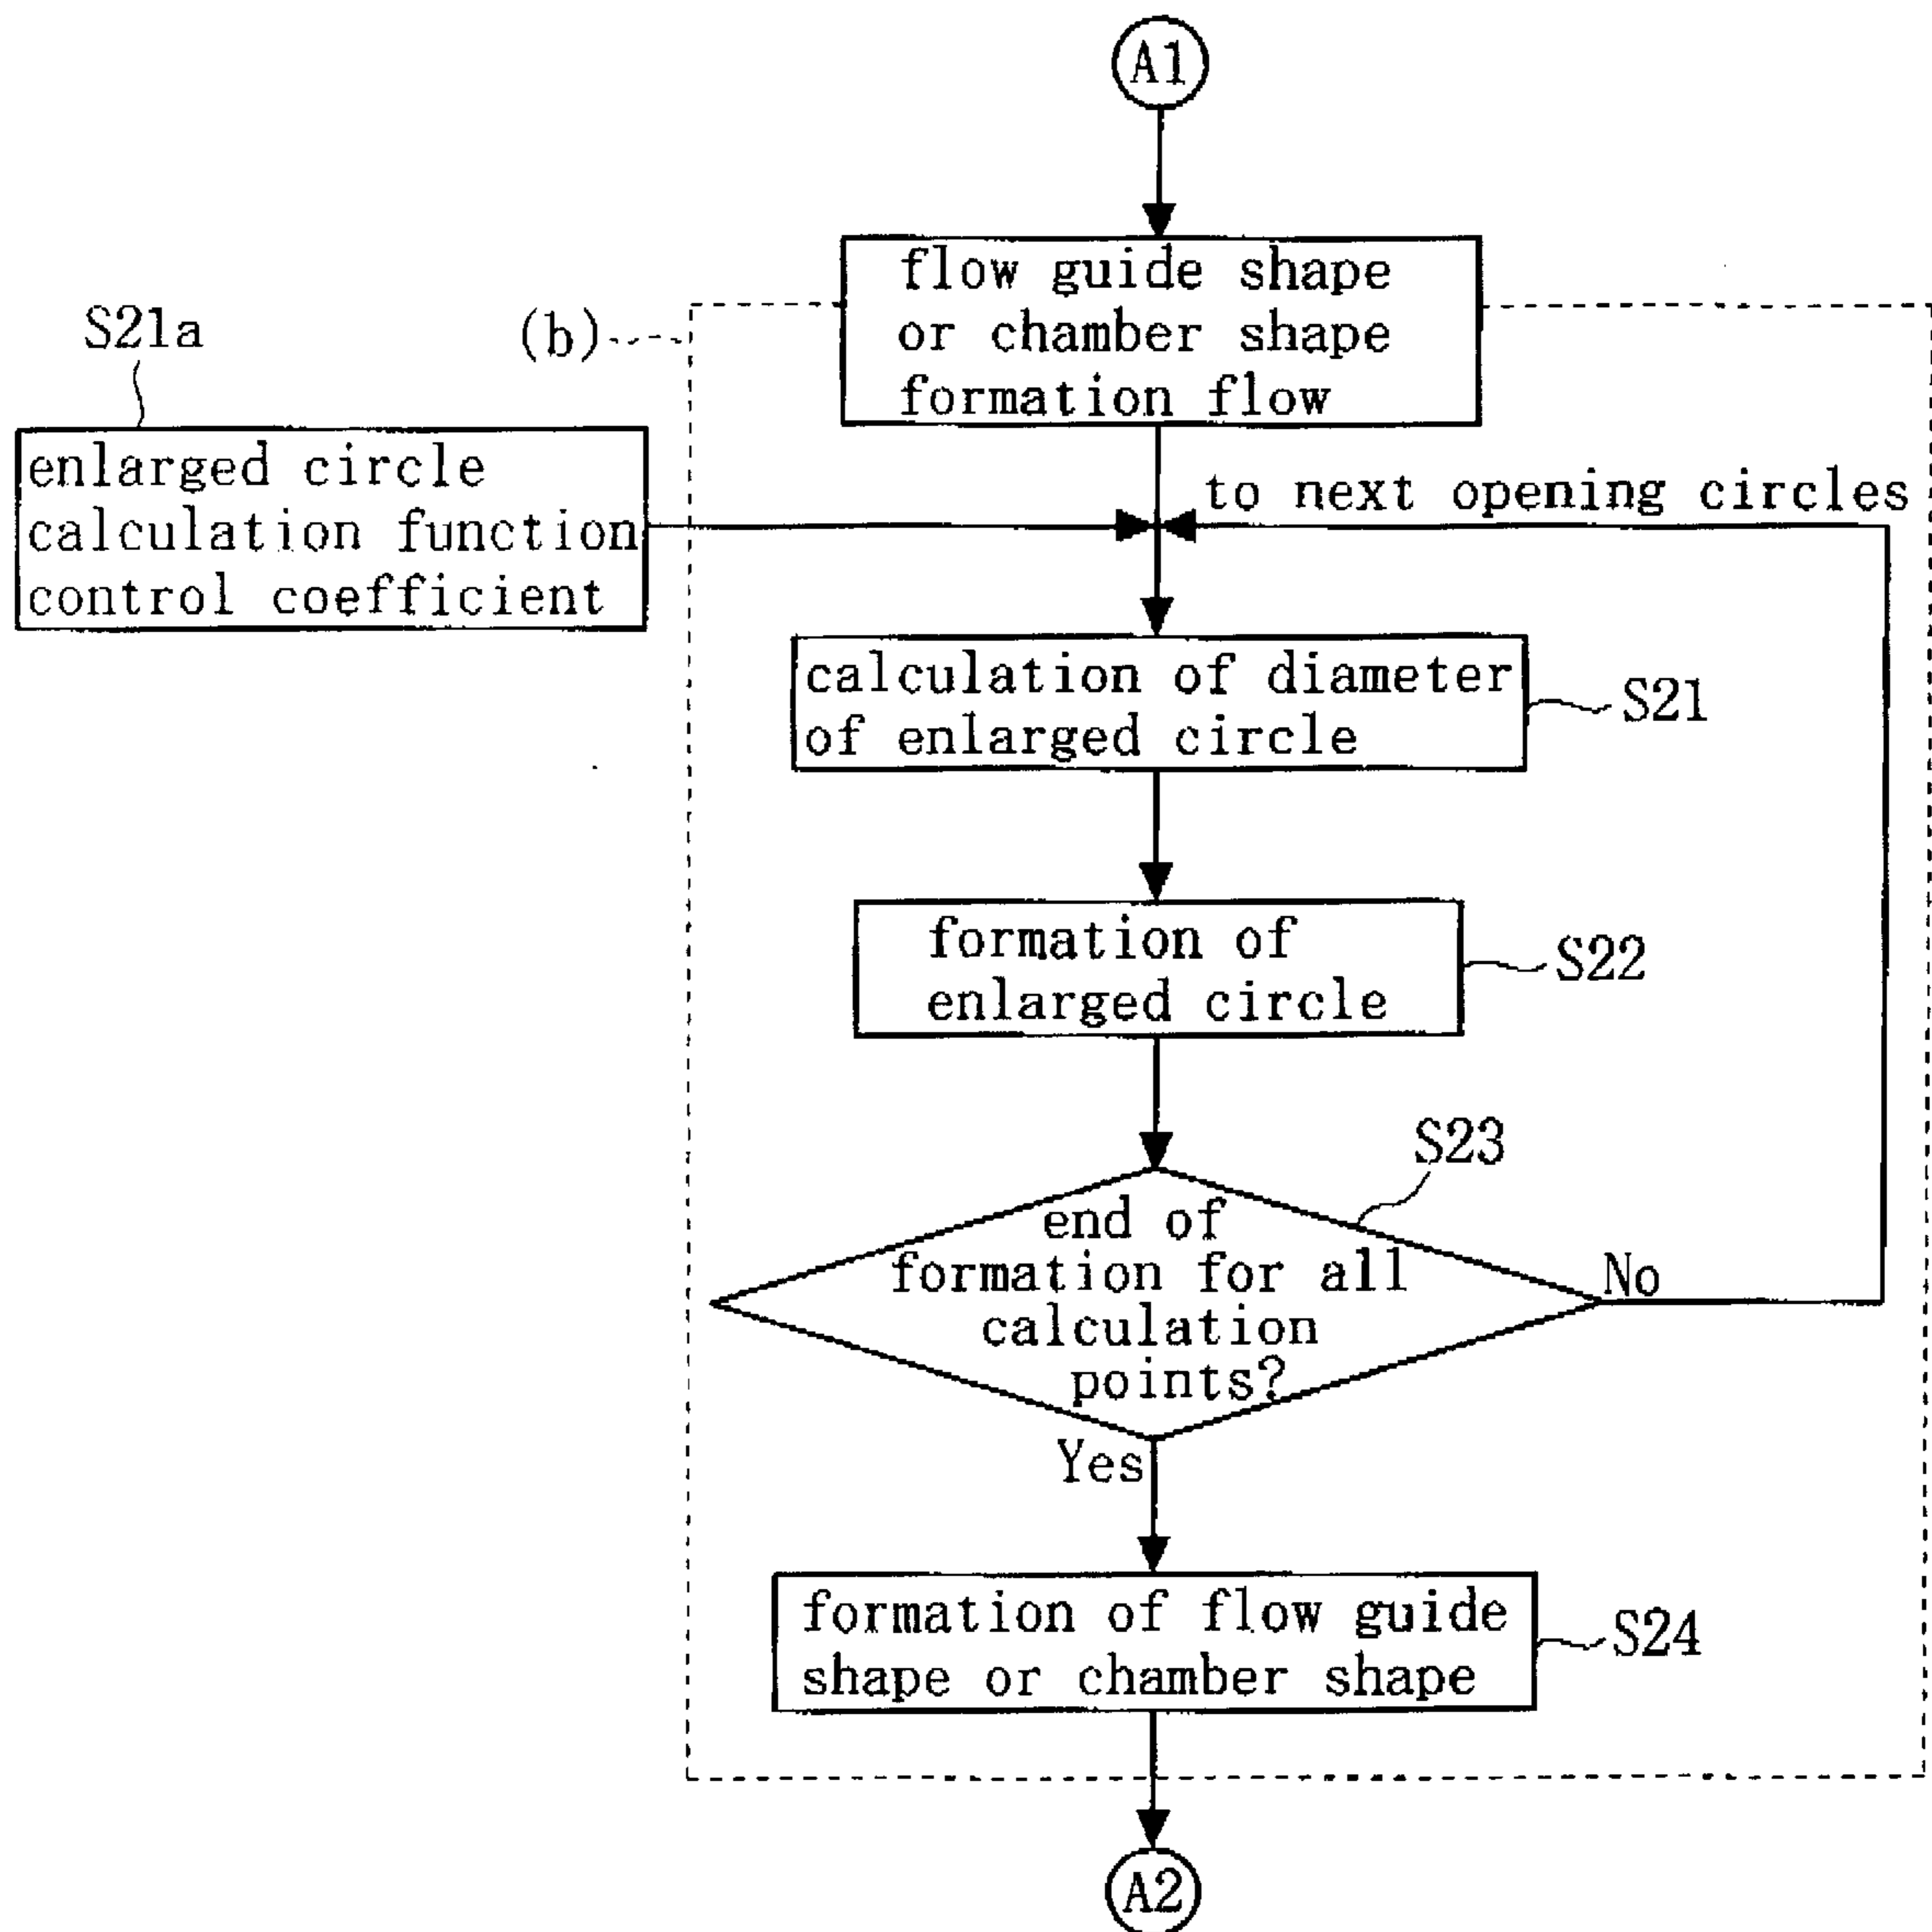 A1
flow guide shape
or chamber shape
formation flow
S21a
(b)
enlarged circle
calculation function
control coefficient
to next opening circles
calculation of diameter
of enlarged circle
S21
formation of
enlarged circle
S22
S23
end of
formation for all
calculation
points?
No
Yes
formation of flow guide
shape or chamber shape
S24
A2